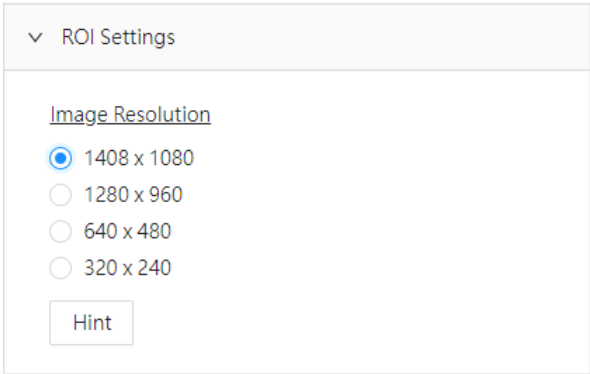 ROI Settings
Image Resolution
1408 x 1080
1280 x 960
640 x 480
320 x 240
Hint